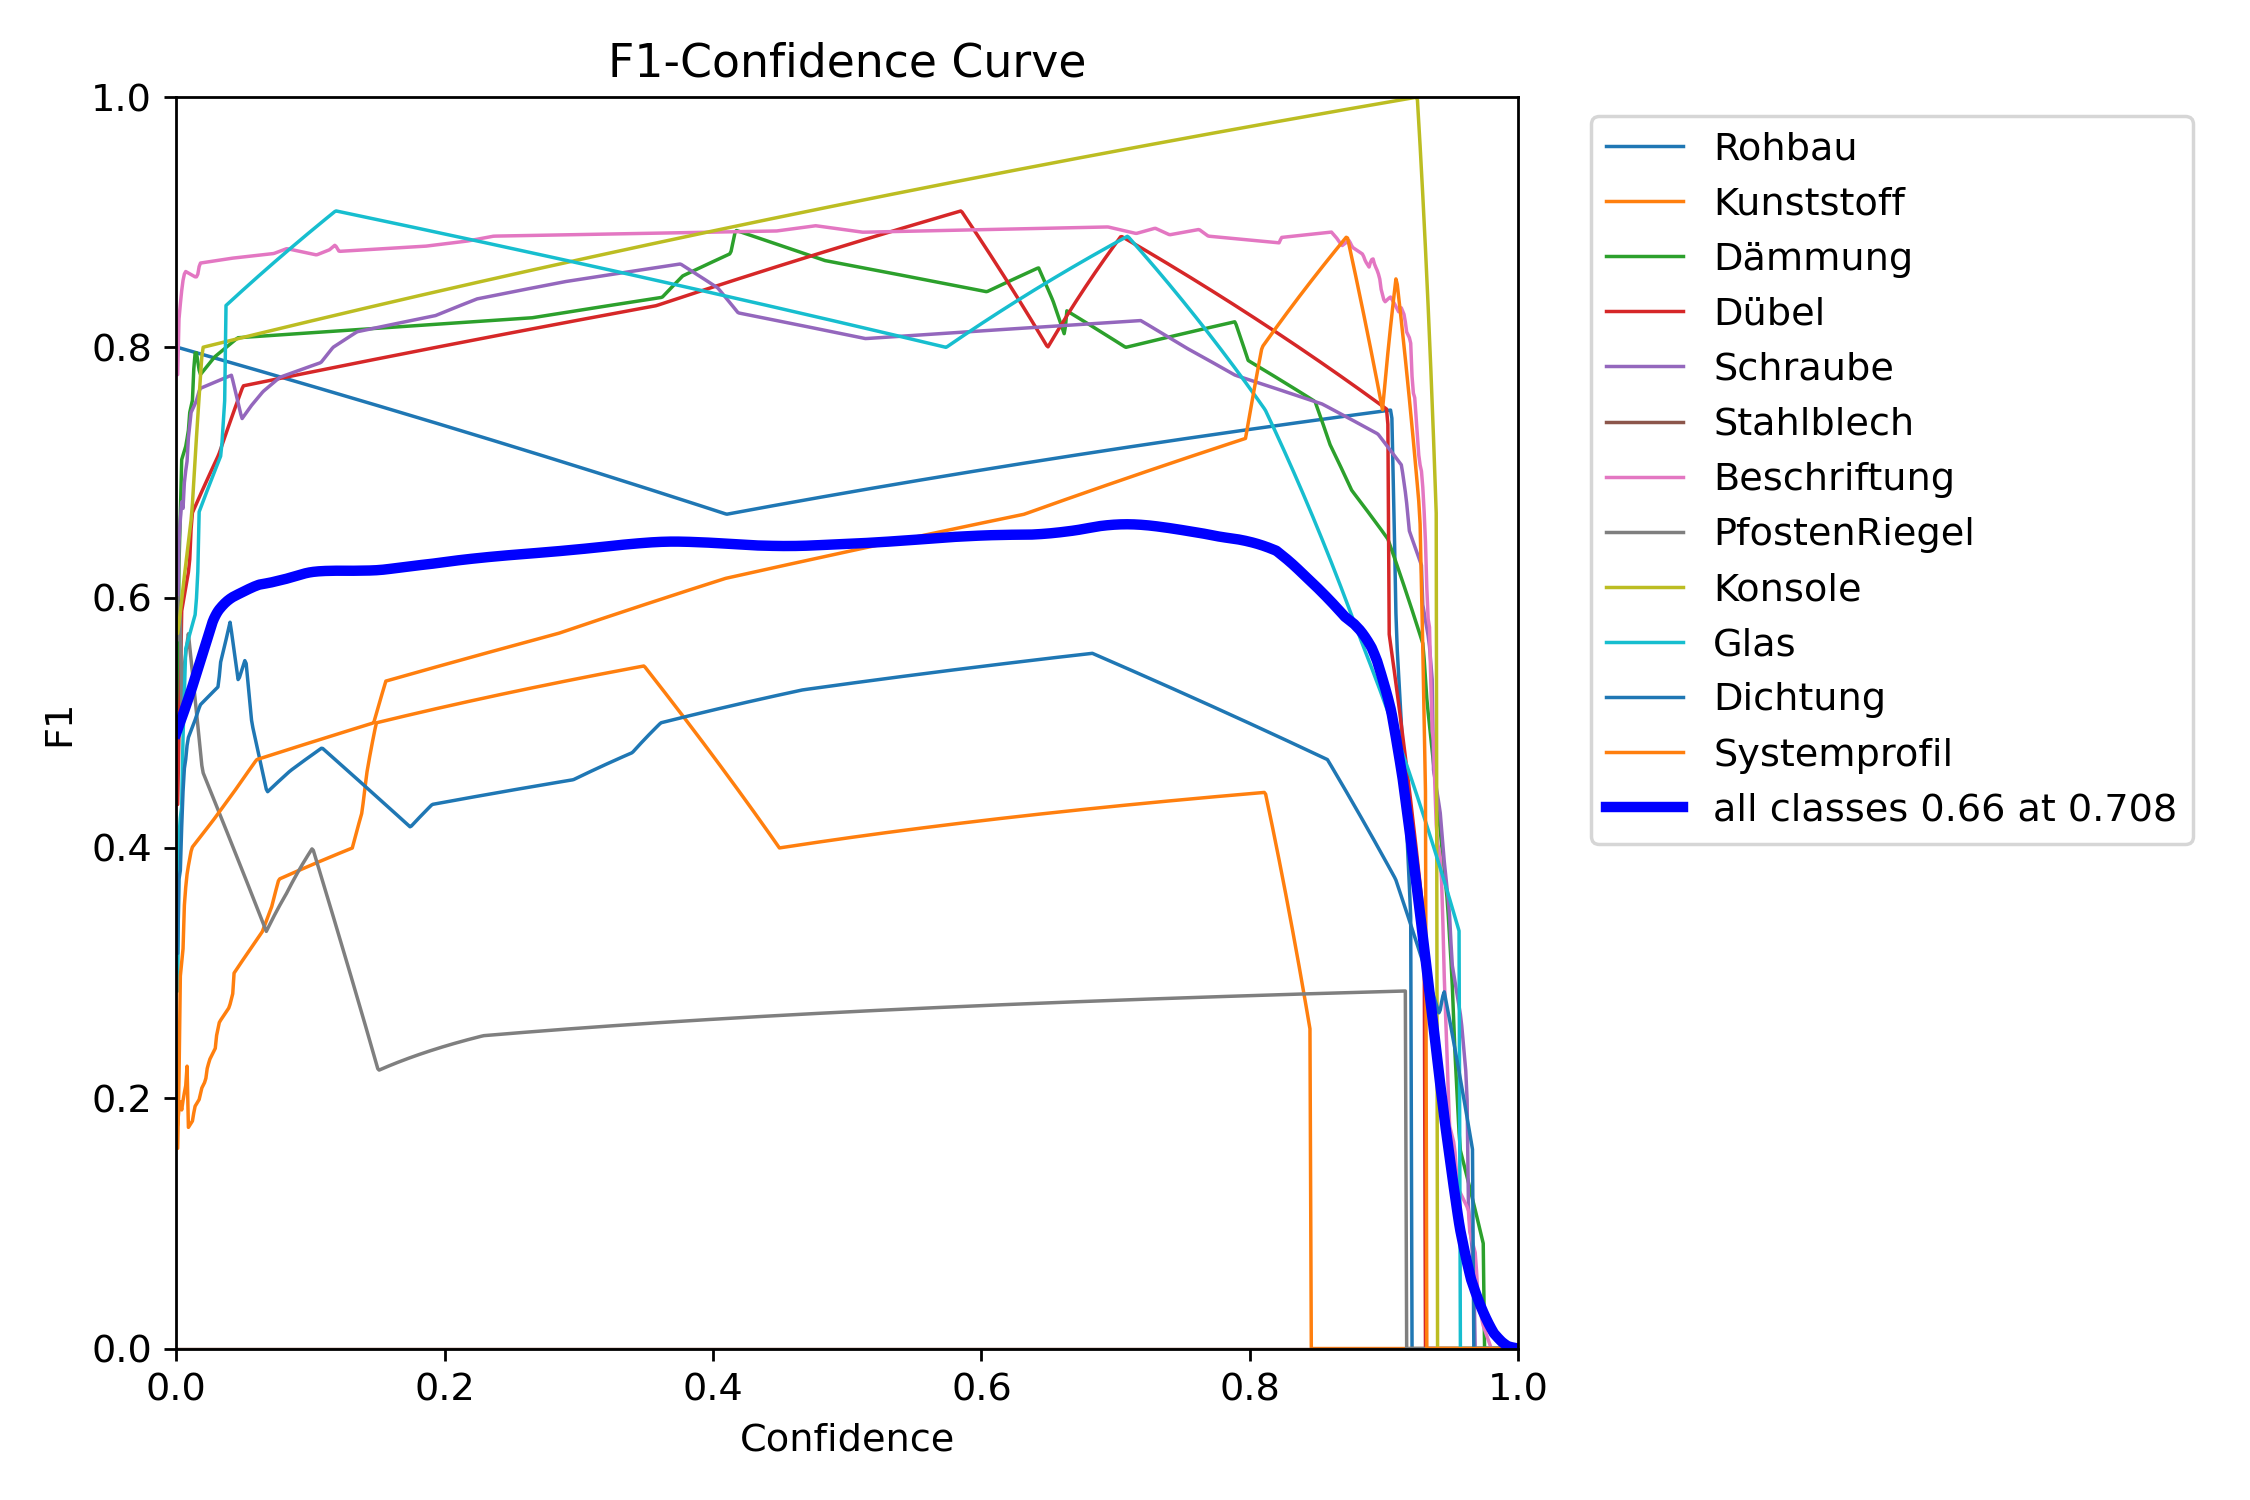 F1-Confidence Curve
1.0
0.8
0.6
0.4
0.2
0.0
F1
0.0 0.2 0.4 0.6 0.8 1.0
Confidence
Rohbau
Kunststoff
Dämmung
Dübel
Schraube
Stahlblech
Beschriftung
PfostenRiegel
Konsole
Glas
Dichtung
Systemprofil
all classes 0.66 at 0.708